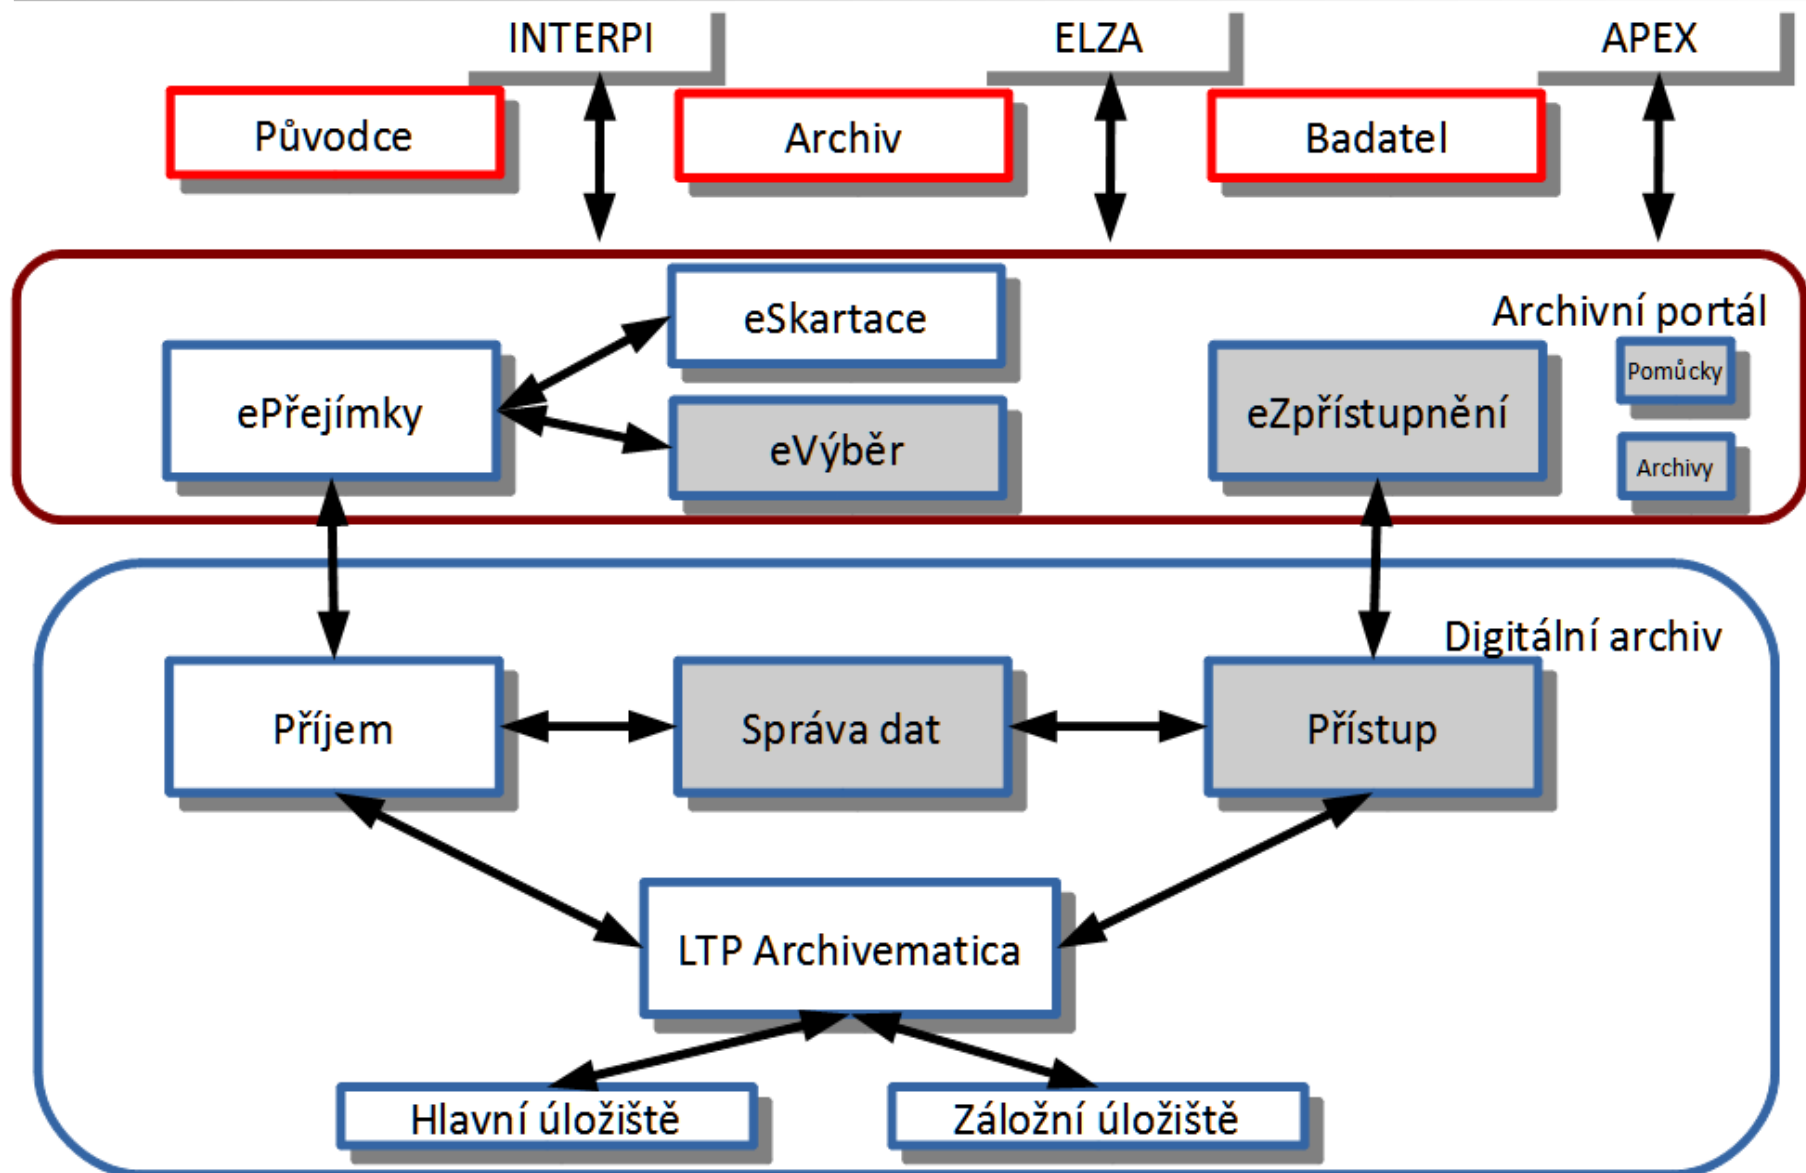 INTERPI
ELZA
APEX
Původce
Archiv
Badatel
eSkartace
Archivní portál
Pomůcky
ePřejímky
eZpřístupnění
eVýběr
Archivy
Digitální archiv
Příjem
Správa dat
Přístup
LTP Archivematica
Hlavní úložiště
Záložní úložiště